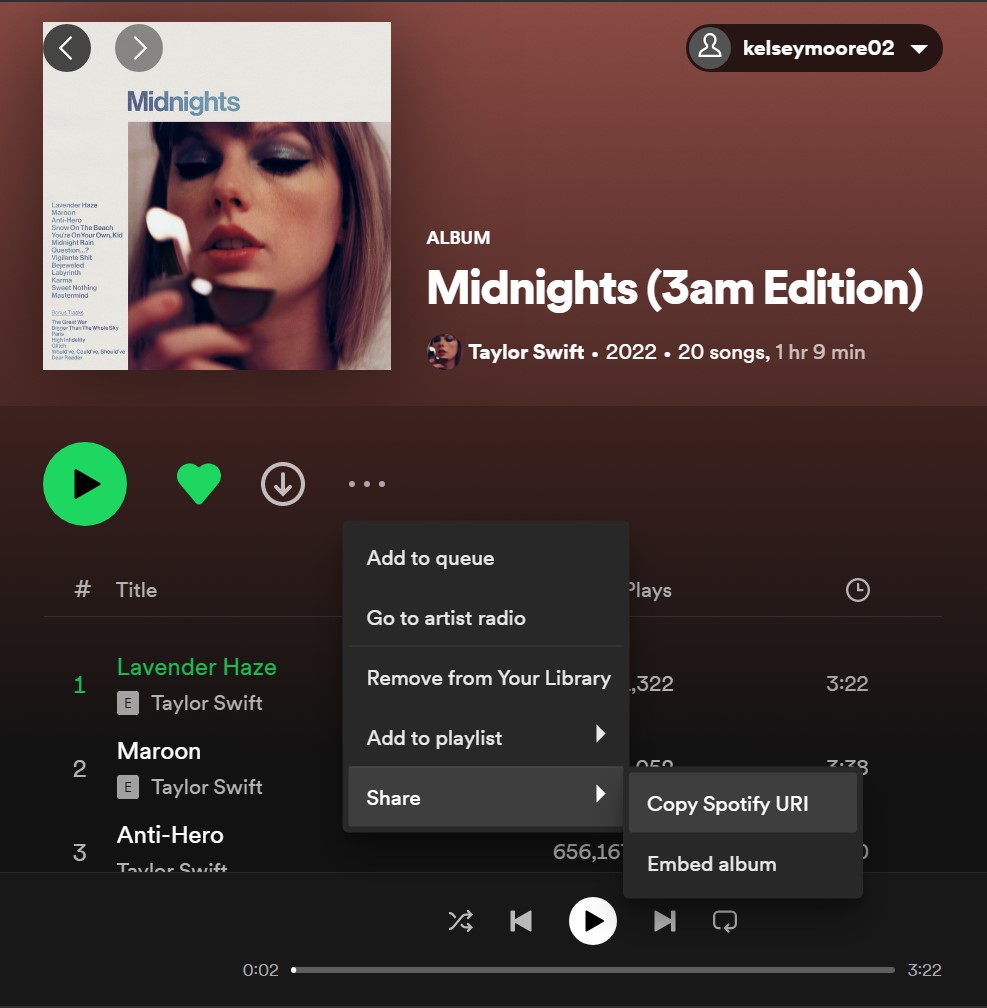 kelseymoore02
Midnights
Lavender Haze
Maroon
Anti-Hero
Snow On The Beach
You're On Your Own, Kid
Midnight Rain
Question...?
Vigilante Shit
Bejeweled
Labyrinth
Karma
Sweet Nothing
Mastermind
Bonus Tracks
The Great War
Bigger Than The Whole Sky
Paris
High Infidelity
Glitch
Would've, Could've, Should've
Dear Reader
ALBUM
Midnights (3am Edition)
Taylor Swift • 2022 • 20 songs, 1 hr 9 min
Add to queue
# Title Plays
Go to artist radio
1 Lavender Haze
E Taylor Swift
Remove from Your Library ,322 3:22
Add to playlist
2 Maroon
E Taylor Swift
3:38
Share
Copy Spotify URI
3 Anti-Hero
Taylor Swift
656,16
Embed album
0:02 3:22